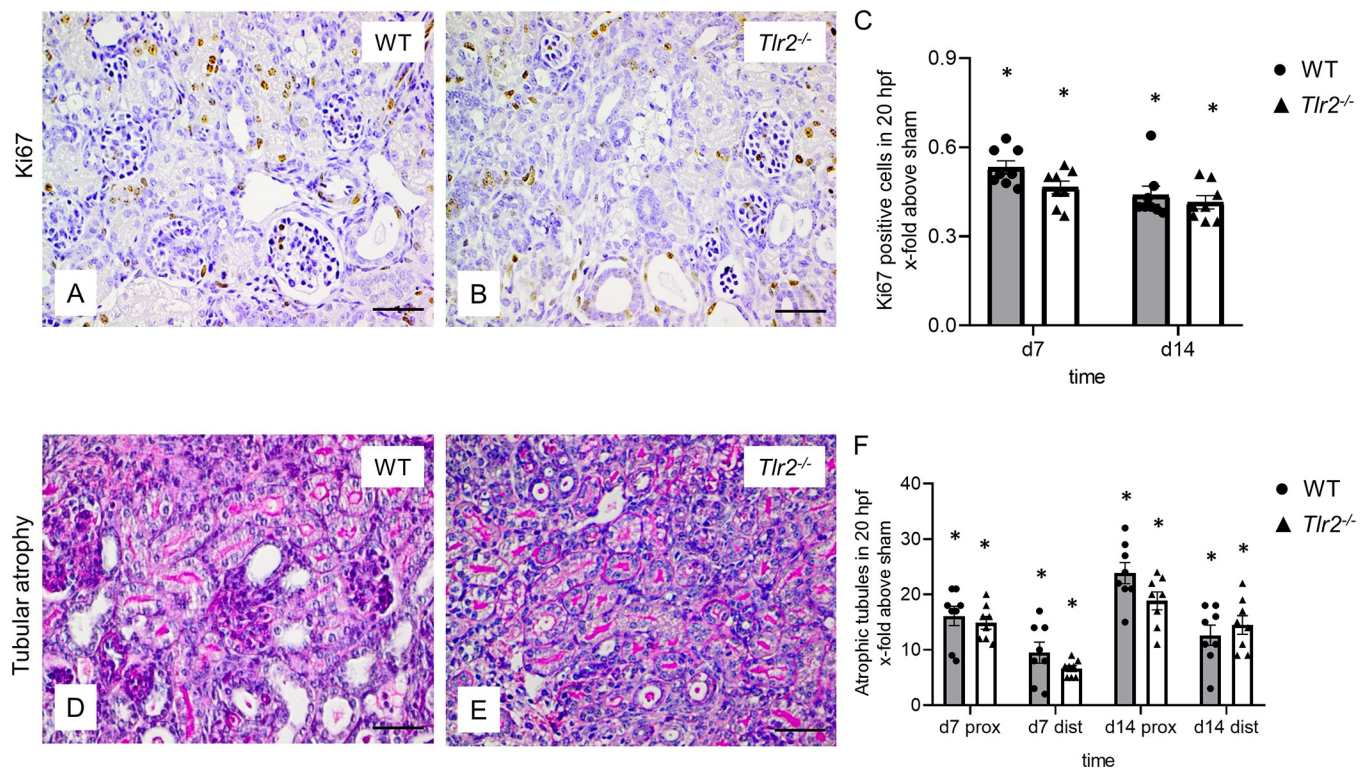 Ki67
WT
A
Tlr2-/-
B
C
Ki67 positive cells in 20 hpf
x-fold above sham
0.9
0.6
0.3
0.0
* * * *
d7 d14
time
WT
Tlr2-/-
Tubular atrophy
WT
D
Tlr2-/-
E
F
Atrophic tubules in 20 hpf
x-fold above sham
40
30
20
10
0
* * * * * * * *
d7 prox d7 dist d14 prox d14 dist
time
WT
Tlr2-/-